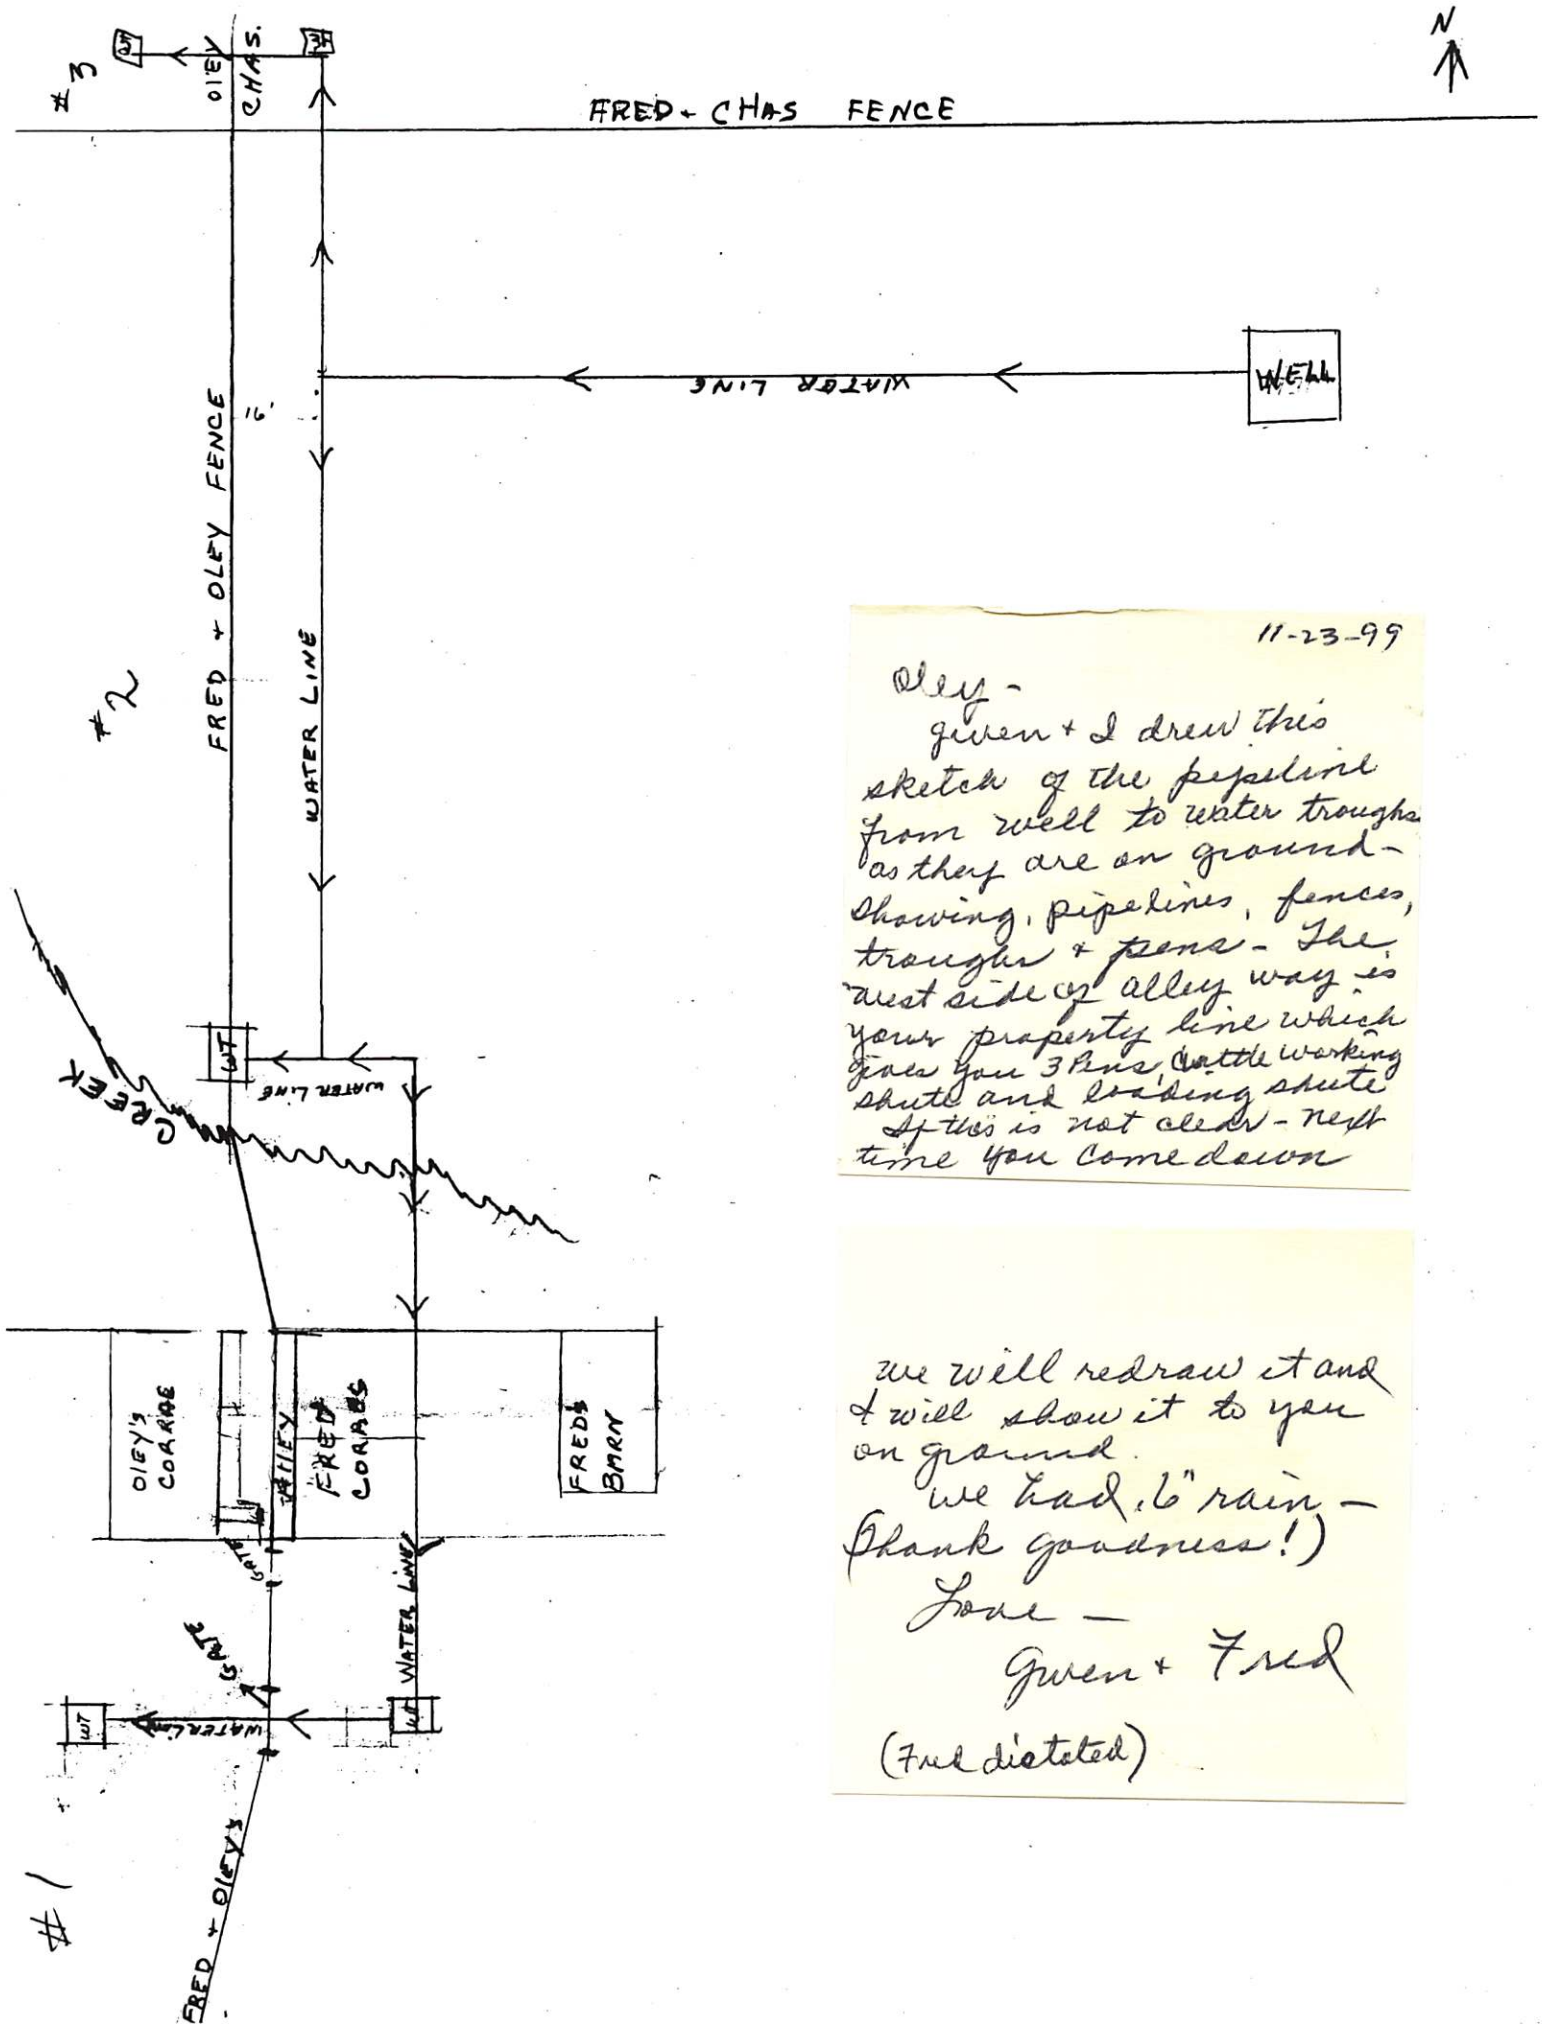 N
#3
WT
OLEY
CHAS.
WT
FRED + CHAS FENCE
WELL
WATER LINE
16'
FRED + OLEY FENCE
WATER LINE
#2
11-23-99
Oley -
Gwen + I drew this
sketch of the pipeline
from well to water troughs
as they are on ground -
showing, pipelines, fences,
troughs + pens - The
west side of alley way is
your property line which
gives you 3 Pens, Cattle working
shute and loading shute
If this is not clear - next
time you come down
WT
WATER LINE
CREEK
OLEY'S
CORRAL
ALLEY
FRED
CORALS
FREDS
BARN
we will redraw it and
I will show it to you
on ground.
we had .6" rain -
(Thank goodness!)
Love -
Gwen + Fred
(Fred dictated)
GATE
GATE
WATER LINE
WT
WATER LINE
WT
#1
FRED + OLEYS